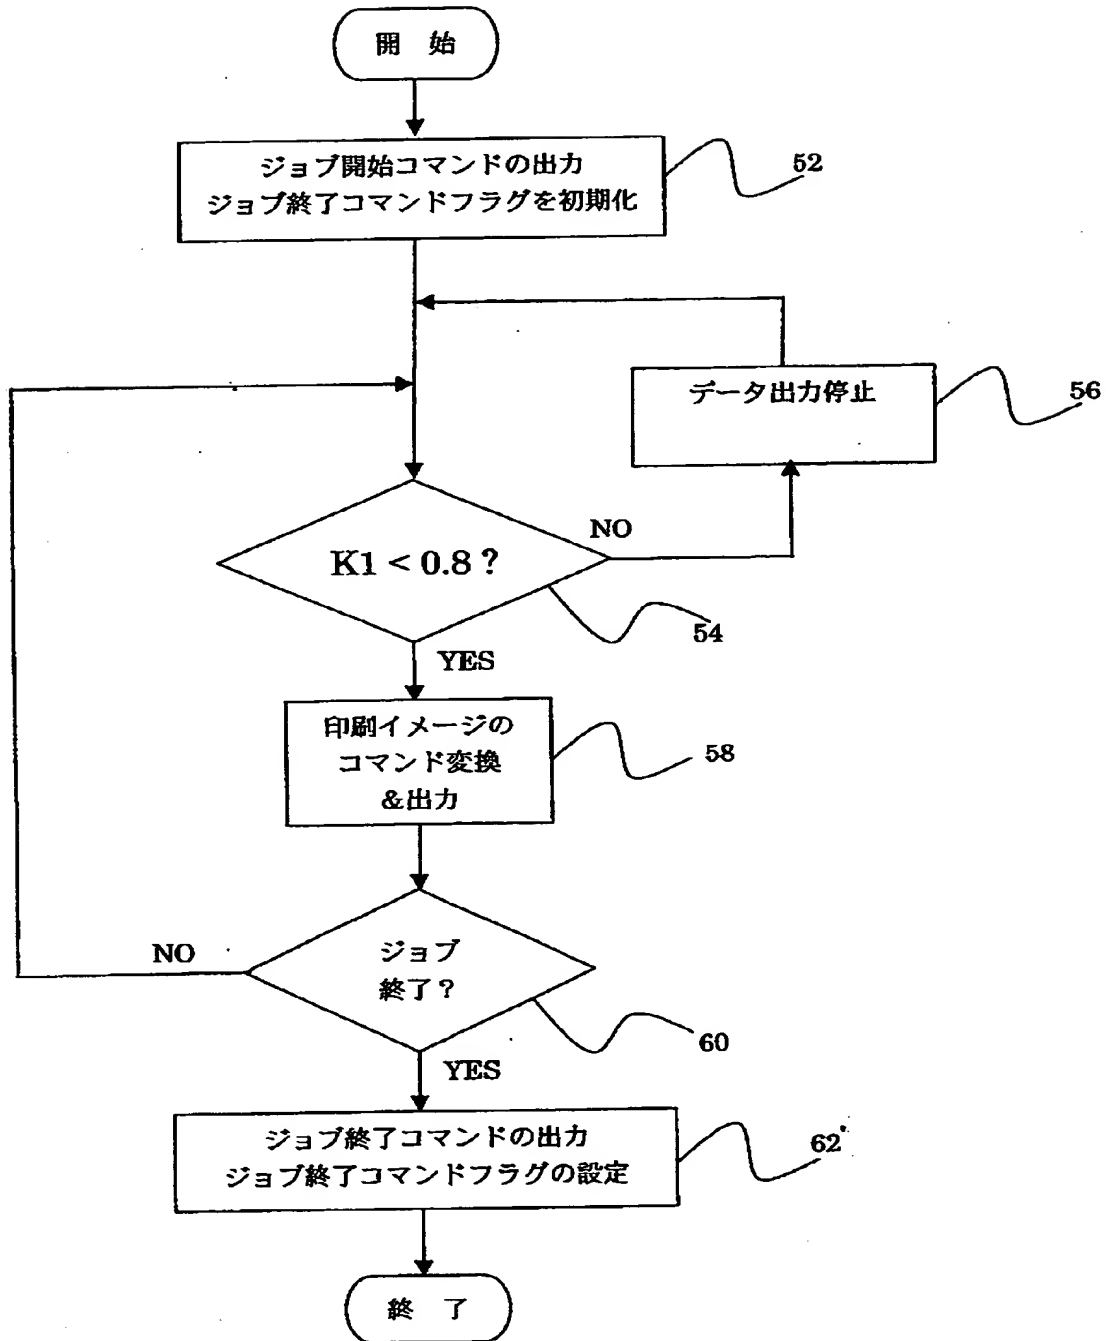 開 始
ジョブ開始コマンドの出力
ジョブ終了コマンドフラグを初期化
52
データ出力停止
56
NO
K1 < 0.8 ?
54
YES
印刷イメージの
コマンド変換
&出力
58
NO
ジョブ
終了?
60
YES
ジョブ終了コマンドの出力
ジョブ終了コマンドフラグの設定
62
終 了